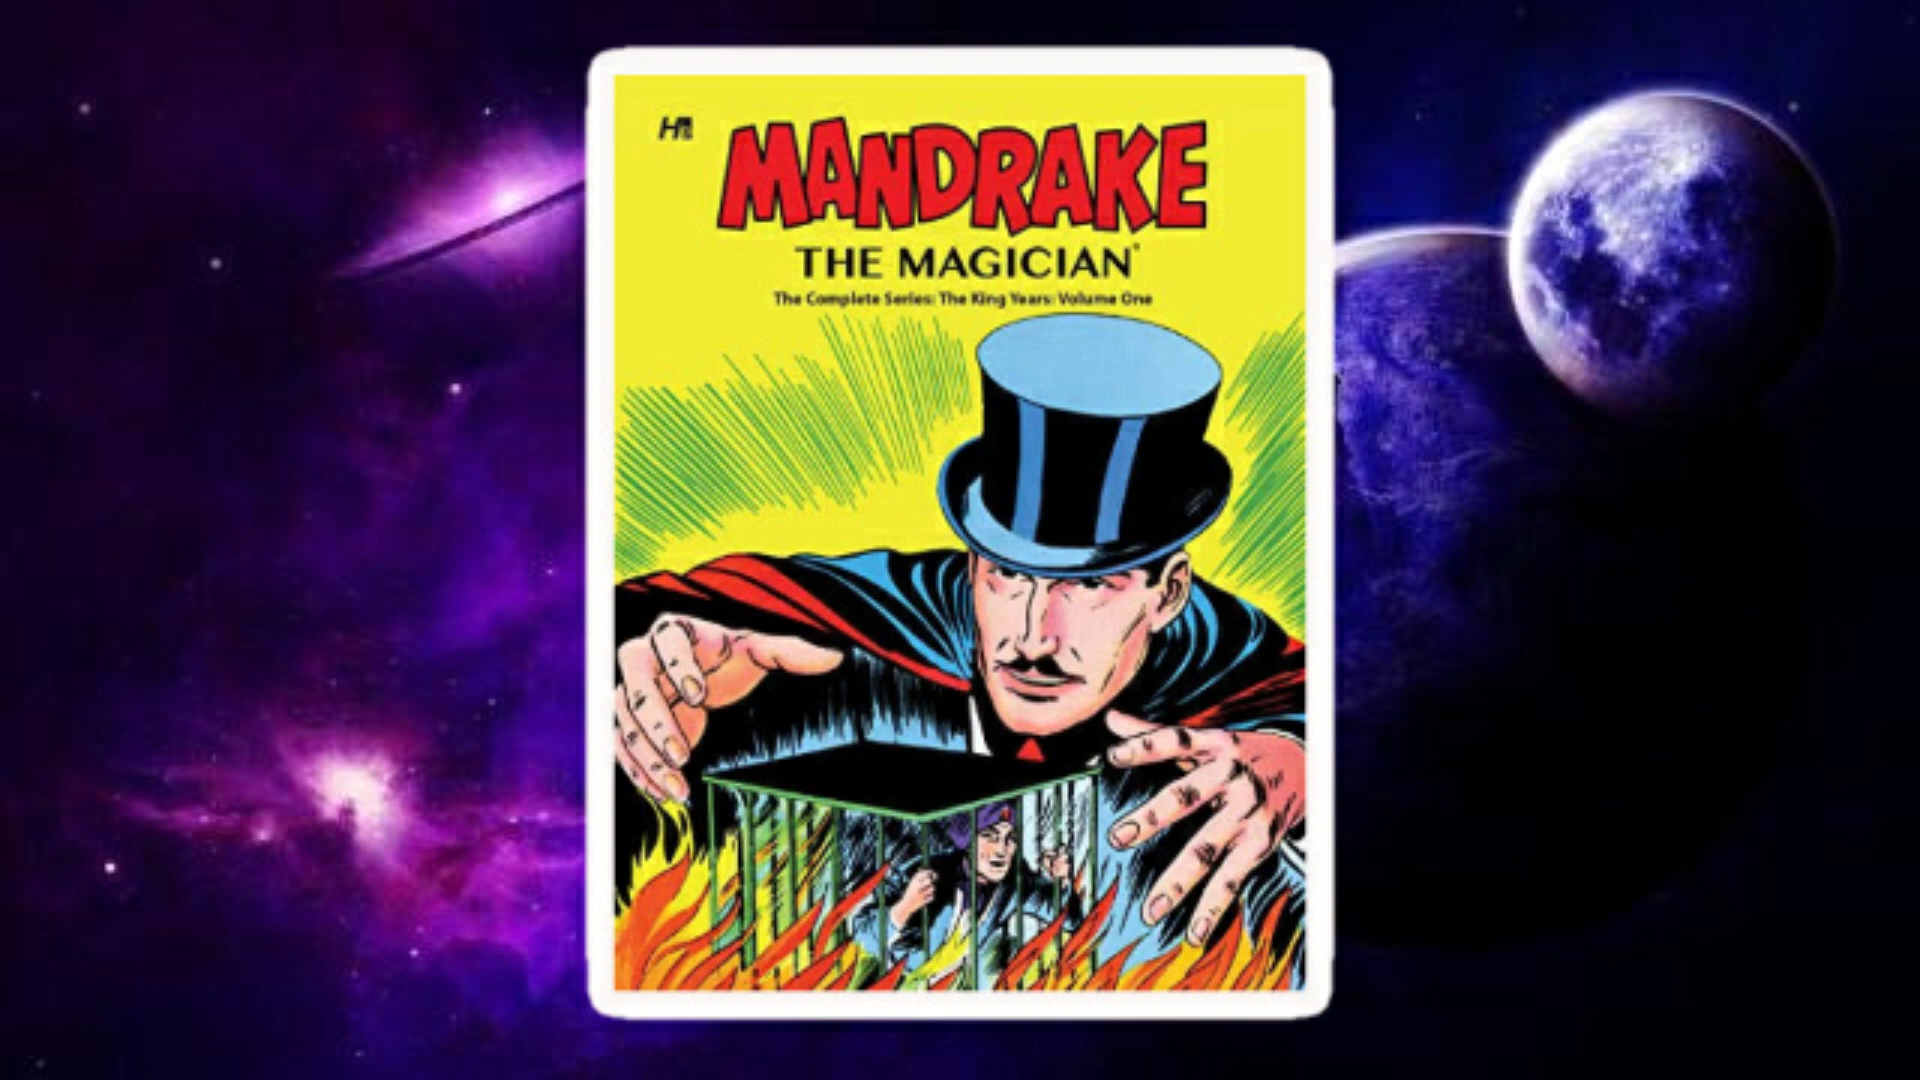 MANDRAKE
THE MAGICIAN
The Complete Series: The King Years: Volume One